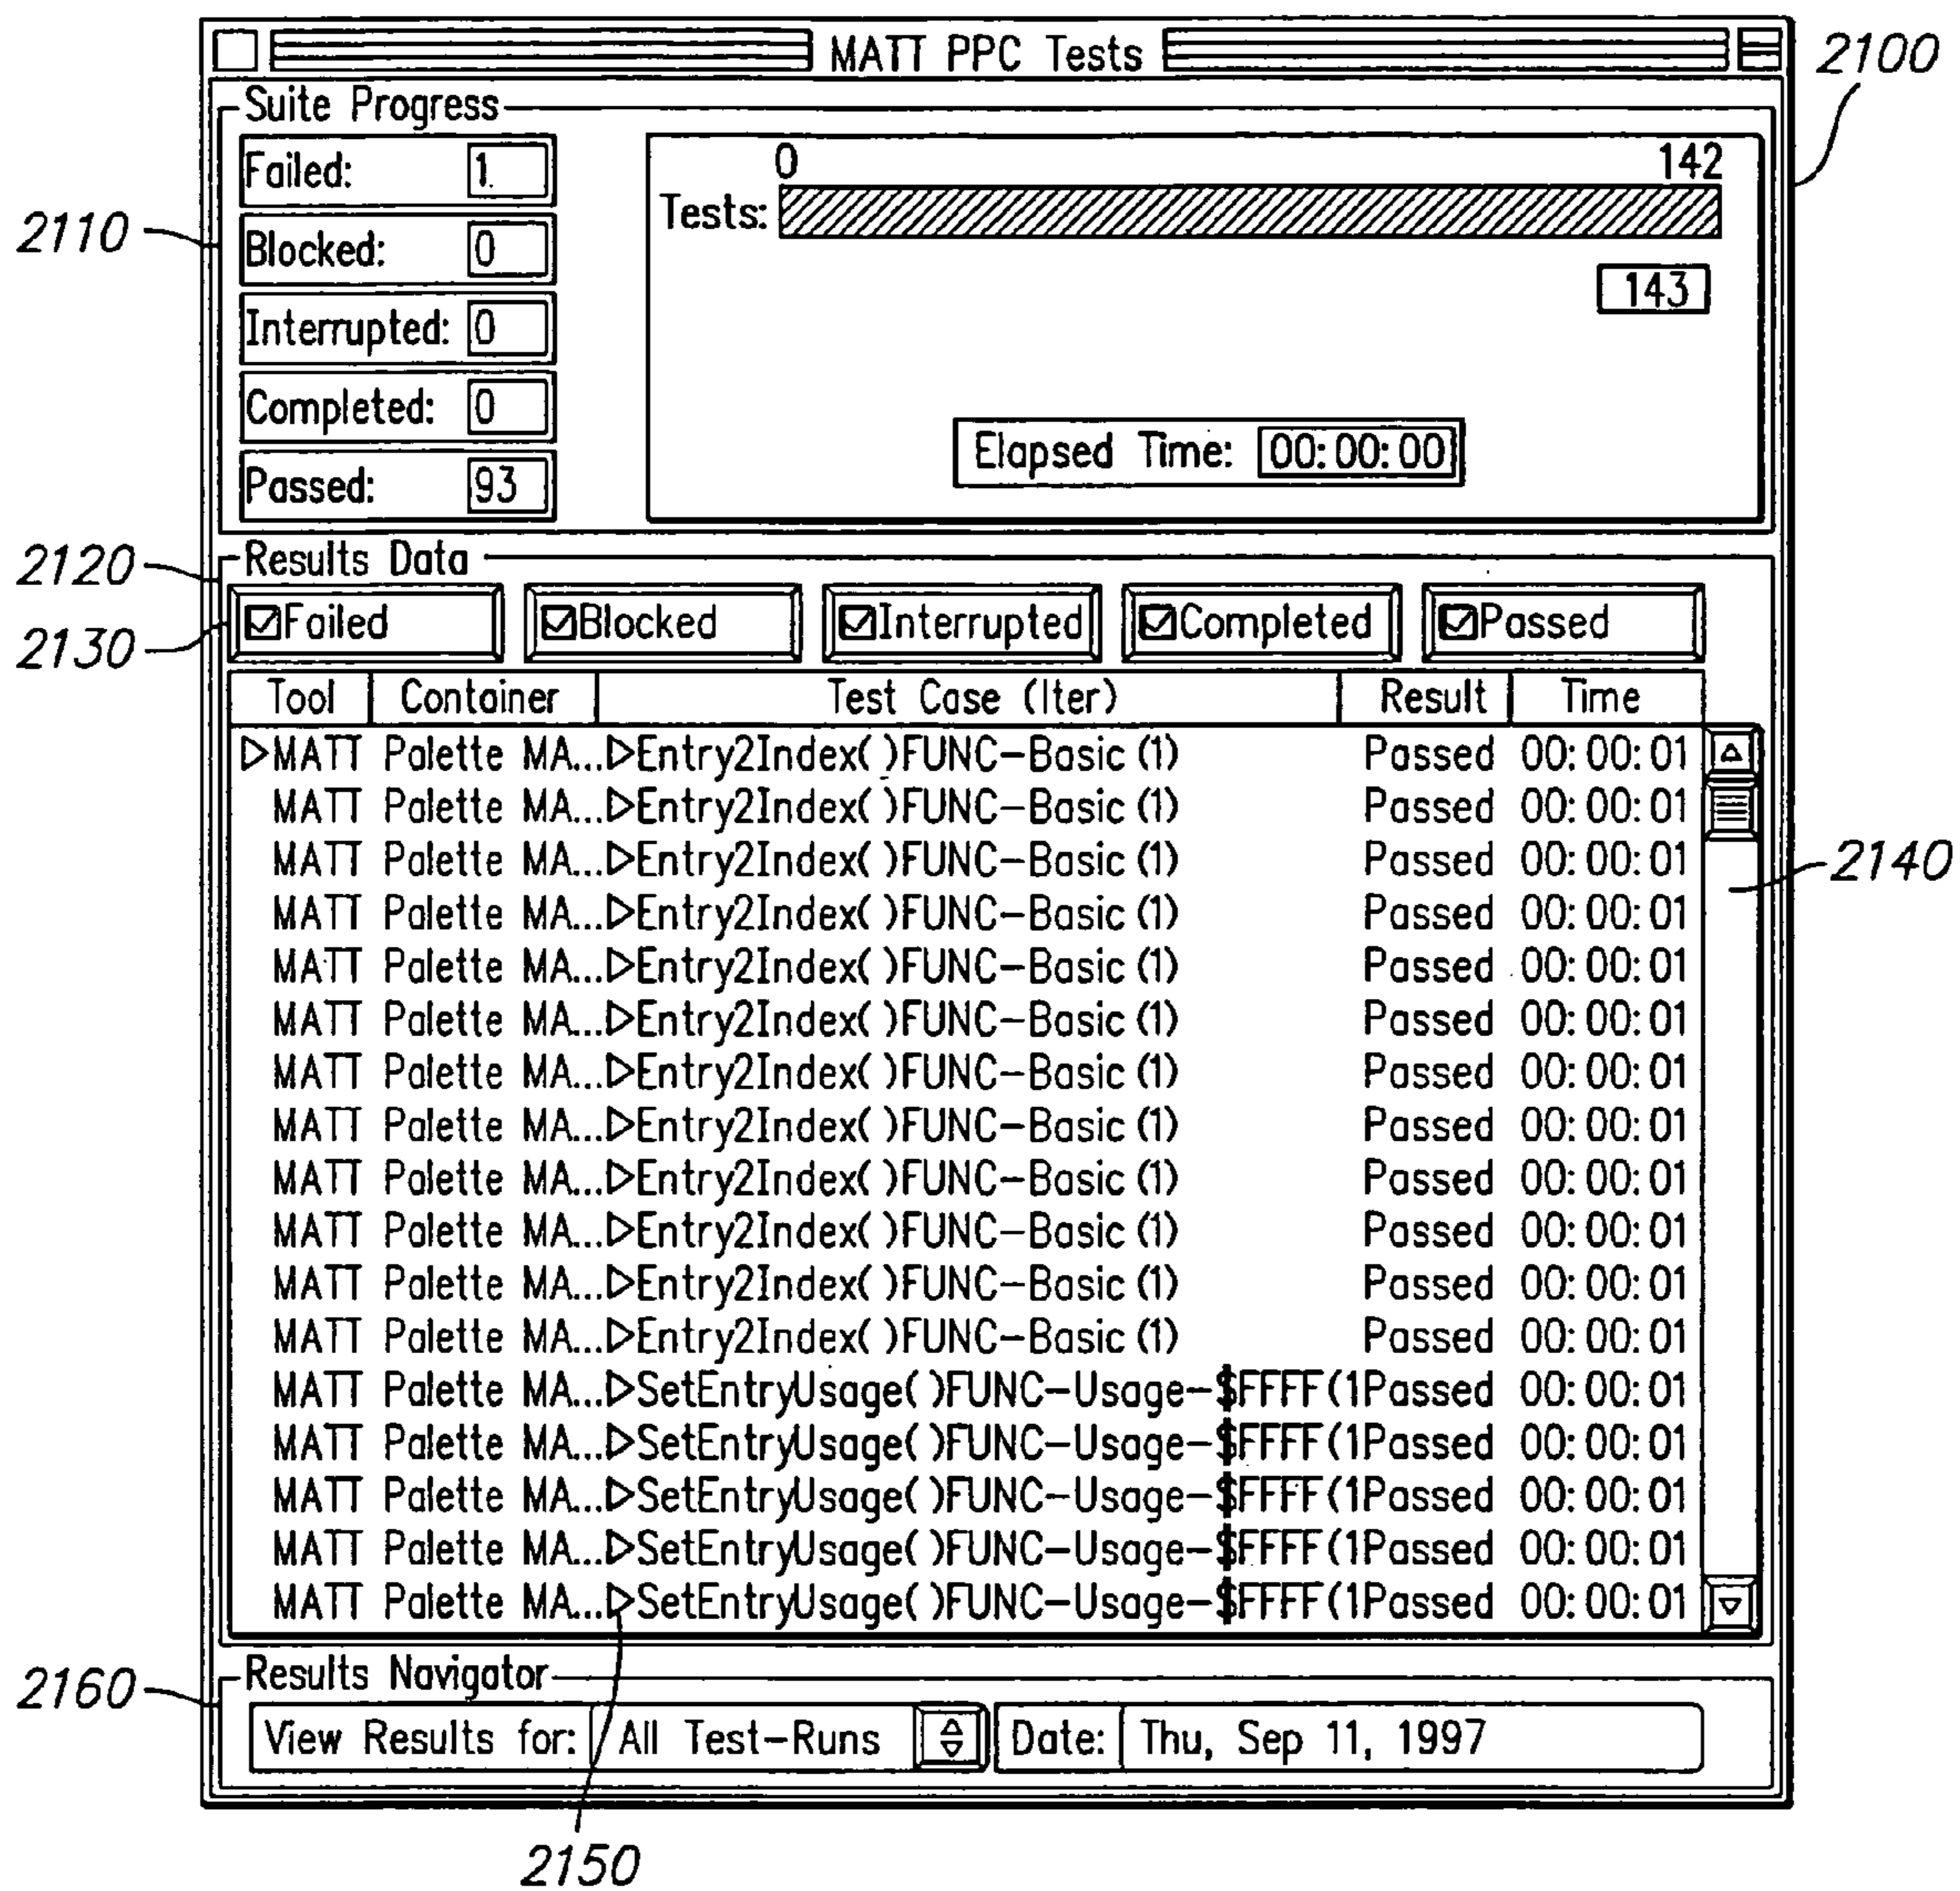 MATT PPC Tests
2100
Suite Progress
Failed: 1
0 142
Tests:
2110
Blocked: 0
143
Interrupted: 0
Completed: 0
Elapsed Time: 00:00:00
Passed: 93
2120
Results Data
2130
Failed Blocked Interrupted Completed Passed
Tool Container Test Case (Iter) Result Time
MATT Palette MA... Entry2Index( )FUNC-Basic (1) Passed 00:00:01
MATT Palette MA... Entry2Index( )FUNC-Basic (1) Passed 00:00:01
MATT Palette MA... Entry2Index( )FUNC-Basic (1) Passed 00:00:01
2140
MATT Palette MA... Entry2Index( )FUNC-Basic (1) Passed 00:00:01
MATT Palette MA... Entry2Index( )FUNC-Basic (1) Passed 00:00:01
MATT Palette MA... Entry2Index( )FUNC-Basic (1) Passed 00:00:01
MATT Palette MA... Entry2Index( )FUNC-Basic (1) Passed 00:00:01
MATT Palette MA... Entry2Index( )FUNC-Basic (1) Passed 00:00:01
MATT Palette MA... Entry2Index( )FUNC-Basic (1) Passed 00:00:01
MATT Palette MA... Entry2Index( )FUNC-Basic (1) Passed 00:00:01
MATT Palette MA... Entry2Index( )FUNC-Basic (1) Passed 00:00:01
MATT Palette MA... Entry2Index( )FUNC-Basic (1) Passed 00:00:01
MATT Palette MA... SetEntryUsage( )FUNC-Usage-$FFFF(1Passed 00:00:01
MATT Palette MA... SetEntryUsage( )FUNC-Usage-$FFFF(1Passed 00:00:01
MATT Palette MA... SetEntryUsage( )FUNC-Usage-$FFFF(1Passed 00:00:01
MATT Palette MA... SetEntryUsage( )FUNC-Usage-$FFFF(1Passed 00:00:01
MATT Palette MA... SetEntryUsage( )FUNC-Usage-$FFFF(1Passed 00:00:01
2160
Results Navigator
View Results for: All Test-Runs Date: Thu, Sep 11, 1997
2150